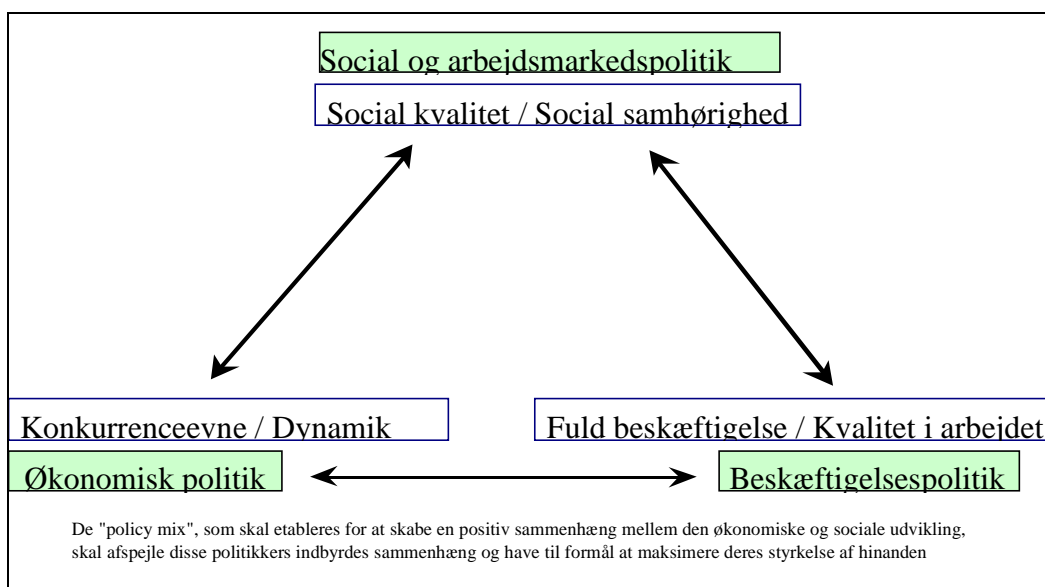 Social og arbejdsmarkedspolitik
Social kvalitet / Social samhørighed
Konkurrenceevne / Dynamik
Fuld beskæftigelse / Kvalitet i arbejdet
Økonomisk politik
Beskæftigelsespolitik
De "policy mix", som skal etableres for at skabe en positiv sammenhæng mellem den økonomiske og sociale udvikling,
skal afspejle disse politikkers indbyrdes sammenhæng og have til formål at maksimere deres styrkelse af hinanden